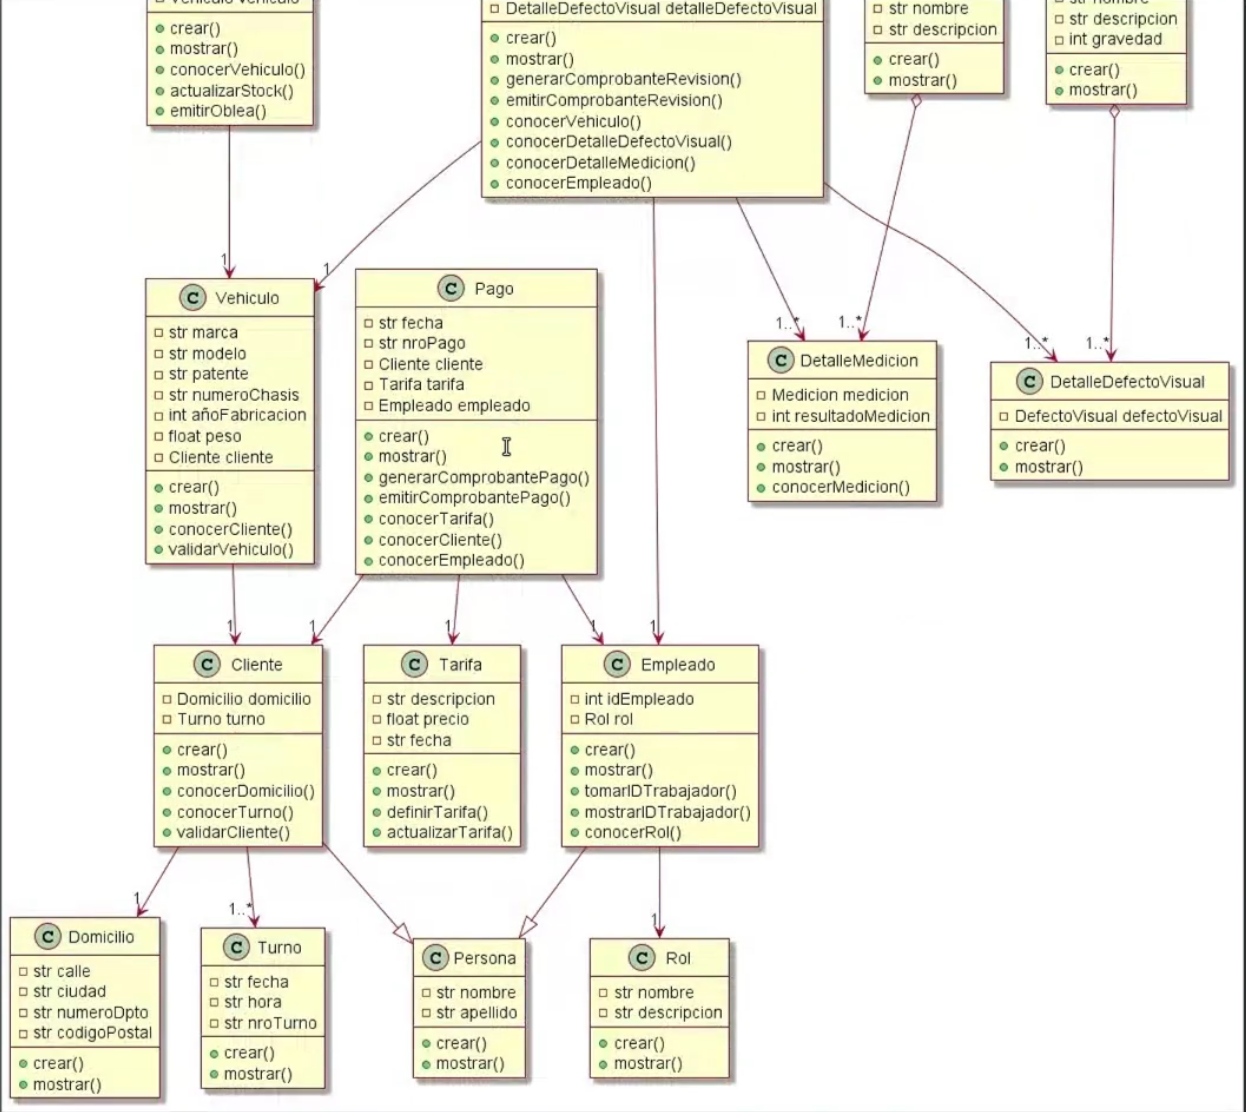 Vehiculo vehiculo
crear()
mostrar()
conocerVehiculo()
actualizarStock()
emitirOblea()
DetalleDefectoVisual detalleDefectoVisual
crear()
mostrar()
generarComprobanteRevision()
emitirComprobanteRevision()
conocerVehiculo()
conocerDetalleDefectoVisual()
conocerDetalleMedicion()
conocerEmpleado()
str nombre
str descripcion
crear()
mostrar()
str nombre
str descripcion
int gravedad
crear()
mostrar()
1
1
1..*
1..*
1..*
1..*
C Vehiculo
str marca
str modelo
str patente
str numeroChasis
int añoFabricacion
float peso
Cliente cliente
crear()
mostrar()
conocerCliente()
validarVehiculo()
C Pago
str fecha
str nroPago
Cliente cliente
Tarifa tarifa
Empleado empleado
crear()
mostrar()
generarComprobantePago()
emitirComprobantePago()
conocerTarifa()
conocerCliente()
conocerEmpleado()
C DetalleMedicion
Medicion medicion
int resultadoMedicion
crear()
mostrar()
conocerMedicion()
C DetalleDefectoVisual
DefectoVisual defectoVisual
crear()
mostrar()
1
1
1
1
1
C Cliente
Domicilio domicilio
Turno turno
crear()
mostrar()
conocerDomicilio()
conocerTurno()
validarCliente()
C Tarifa
str descripcion
float precio
str fecha
crear()
mostrar()
definirTarifa()
actualizarTarifa()
C Empleado
int idEmpleado
Rol rol
crear()
mostrar()
tomarIDTrabajador()
mostrarIDTrabajador()
conocerRol()
1
1..*
1
C Domicilio
str calle
str ciudad
str numeroDpto
str codigoPostal
crear()
mostrar()
C Turno
str fecha
str hora
str nroTurno
crear()
mostrar()
C Persona
str nombre
str apellido
crear()
mostrar()
C Rol
str nombre
str descripcion
crear()
mostrar()